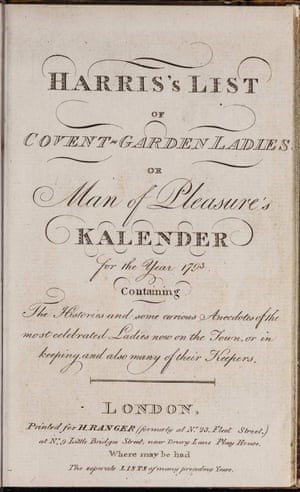 HARRIS's LIST
OF
COVENT-GARDEN LADIES
OR
Man of Pleasure's
KALENDER
for the Year 1793
Containing
The Histories and some curious Anecdotes of the
most celebrated Ladies now on the Town, or in
keeping, and also many of their Keepers.
LONDON,
Printed for H. RANGER (formerly at No. 23, Fleet Street,)
at No. 9 Little Bridges Street, near Drury Lane Play House.
Where may be had
The separate LISTS of many preceding Years.